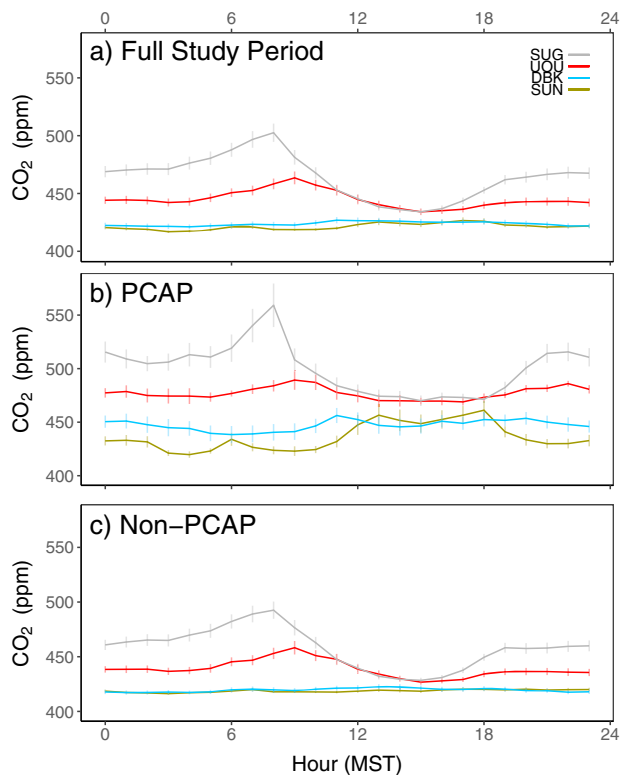 0 6 12 18 24
a) Full Study Period
SUG
UOU
DBK
SUN
550
500
450
400
CO2 (ppm)
b) PCAP
550
500
450
400
CO2 (ppm)
c) Non−PCAP
550
500
450
400
CO2 (ppm)
0 6 12 18 24
Hour (MST)